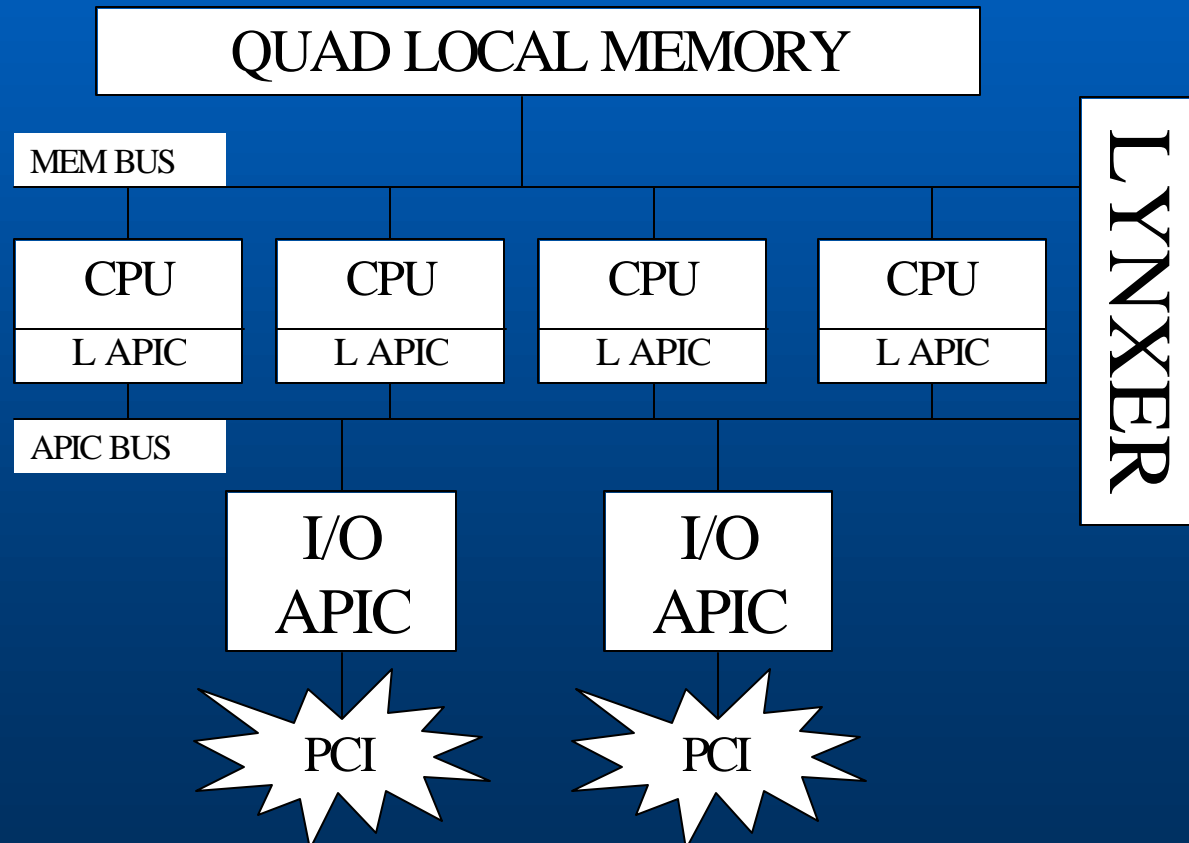 QUAD LOCAL MEMORY
LYNXER
MEM BUS
CPU
CPU
CPU
CPU
L APIC
L APIC
L APIC
L APIC
APIC BUS
I/O
APIC
I/O
APIC
PCI
PCI